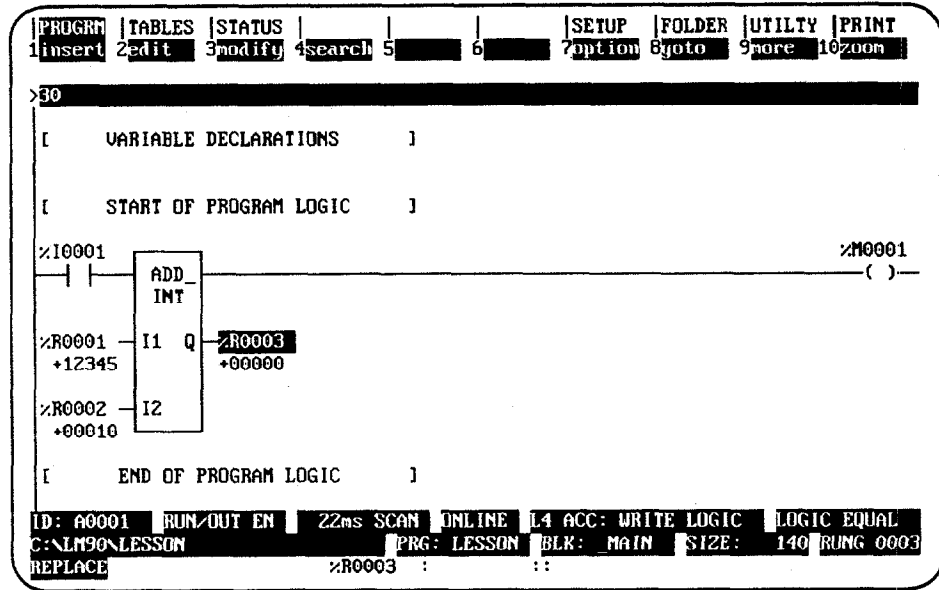 PROGRM |TABLES |STATUS | | | |SETUP |FOLDER |UTILTY |PRINT
1insert 2edit 3modify 4search 5 6 7option 8goto 9more 10zoom
>30
[ VARIABLE DECLARATIONS ]
[ START OF PROGRAM LOGIC ]
%I0001 %M0001
ADD_
INT
%R0001 I1 Q %R0003
+12345 +00000
%R0002 I2
+00010
[ END OF PROGRAM LOGIC ]
ID: A0001 RUN/OUT EN 22ms SCAN ONLINE L4 ACC: WRITE LOGIC LOGIC EQUAL
C:\LM90\LESSON PRG: LESSON BLK: _MAIN SIZE: 140 RUNG 0003
REPLACE %R0003 : ::